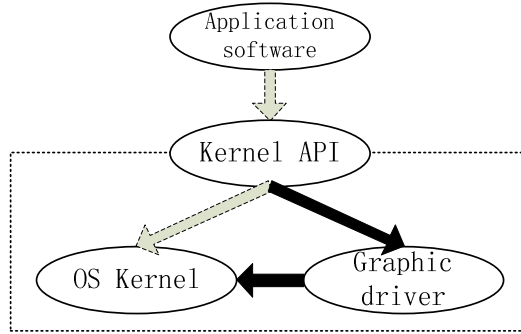 Application
software
Kernel API
OS Kernel
Graphic
driver